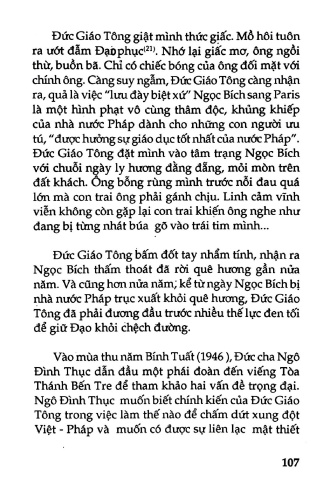 Đức Giáo Tông giật mình thức giấc. Mồ hôi tuôn
ra ướt đẫm Đạo phục(21). Nhớ lại giấc mơ, ông ngồi
thừ, buồn bã. Chỉ có chiếc bóng của ông đối mặt với
chính ông. Càng suy ngẫm, Đức Giáo Tông càng nhận
ra, quả là việc “lưu đày biệt xứ” Ngọc Bích sang Paris
là một hình phạt vô cùng thâm độc, khủng khiếp
của nhà nước Pháp dành cho những con người ưu
tú, “được hưởng sự giáo dục tốt nhất của nước Pháp”.
Đức Giáo Tông đặt mình vào tâm trạng Ngọc Bích
với chuỗi ngày ly hương đằng đẵng, mỏi mòn trên
đất khách. Ông bỗng rùng mình trước nỗi đau quá
lớn mà con trai ông phải gánh chịu. Linh cảm vĩnh
viễn không còn gặp lại con trai khiến ông nghe như
đang bị từng nhát búa gõ vào trái tim mình...
Đức Giáo Tông bấm đốt tay nhẩm tính, nhận ra
Ngọc Bích thấm thoát đã rời quê hương gần nửa
năm. Và cũng hơn nửa năm, kể từ ngày Ngọc Bích bị
nhà nước Pháp trục xuất khỏi quê hương, Đức Giáo
Tông đã phải đương đầu trước nhiều thế lực đen tối
để giữ Đạo khỏi chệch đường.
Vào mùa thu năm Bính Tuất (1946), Đức cha Ngô
Đình Thục dẫn đầu một phái đoàn đến viếng Tòa
Thánh Bến Tre để tham khảo hai vấn đề trọng đại.
Ngô Đình Thục muốn biết chính kiến của Đức Giáo
Tông trong việc làm thế nào để chấm dứt xung đột
Việt - Pháp và muốn có được sự liên lạc mật thiết
107